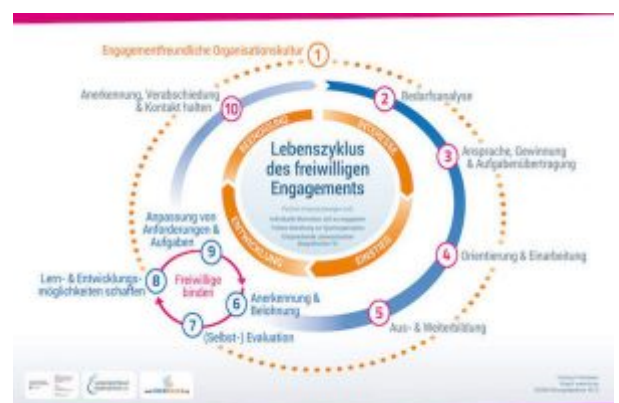 Engagementfreundliche Organisationskultur
1
Anerkennung, Verabschiedung
& Kontakt halten
10
2
Bedarfsanalyse
3
Ansprache, Gewinnung
& Aufgabenübertragung
4
Orientierung & Einarbeitung
5
Aus- & Weiterbildung
BEENDIGUNG
INTERESSE
EINSTIEG
ENTWICKLUNG
Lebenszyklus
des freiwilligen
Engagements
Anpassung von
Anforderungen &
Aufgaben
9
Lern- & Entwicklungs-
möglichkeiten schaffen
8
Freiwillige
binden
6
Anerkennung &
Belohnung
7
(Selbst-) Evaluation